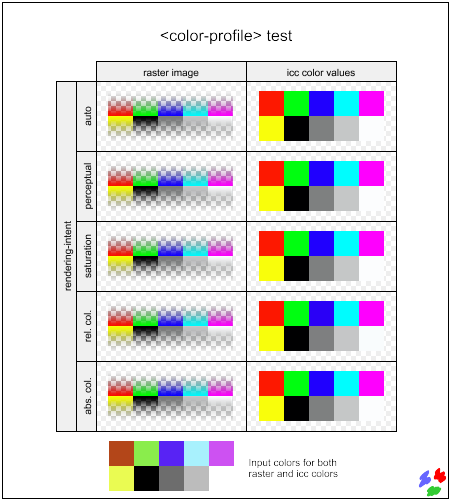 <color-profile> test
raster image
icc color values
rendering-intent
auto
perceptual
saturation
rel. col.
abs. col.
Input colors for both
raster and icc colors